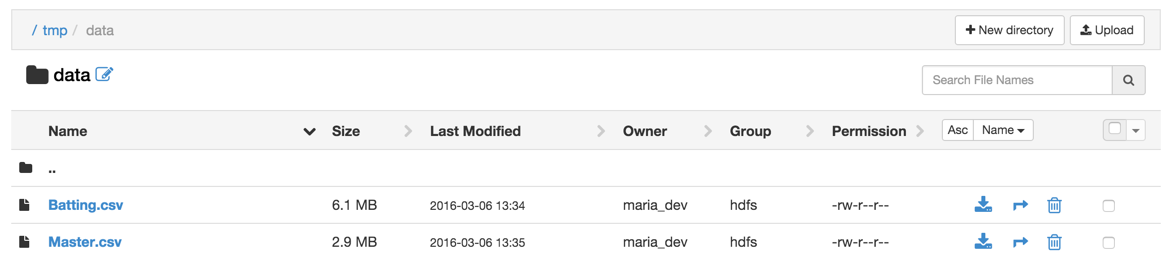 / tmp / data
New directory
Upload
data
Search File Names
Name Size Last Modified Owner Group Permission Asc Name
..
Batting.csv 6.1 MB 2016-03-06 13:34 maria_dev hdfs -rw-r--r--
Master.csv 2.9 MB 2016-03-06 13:35 maria_dev hdfs -rw-r--r--